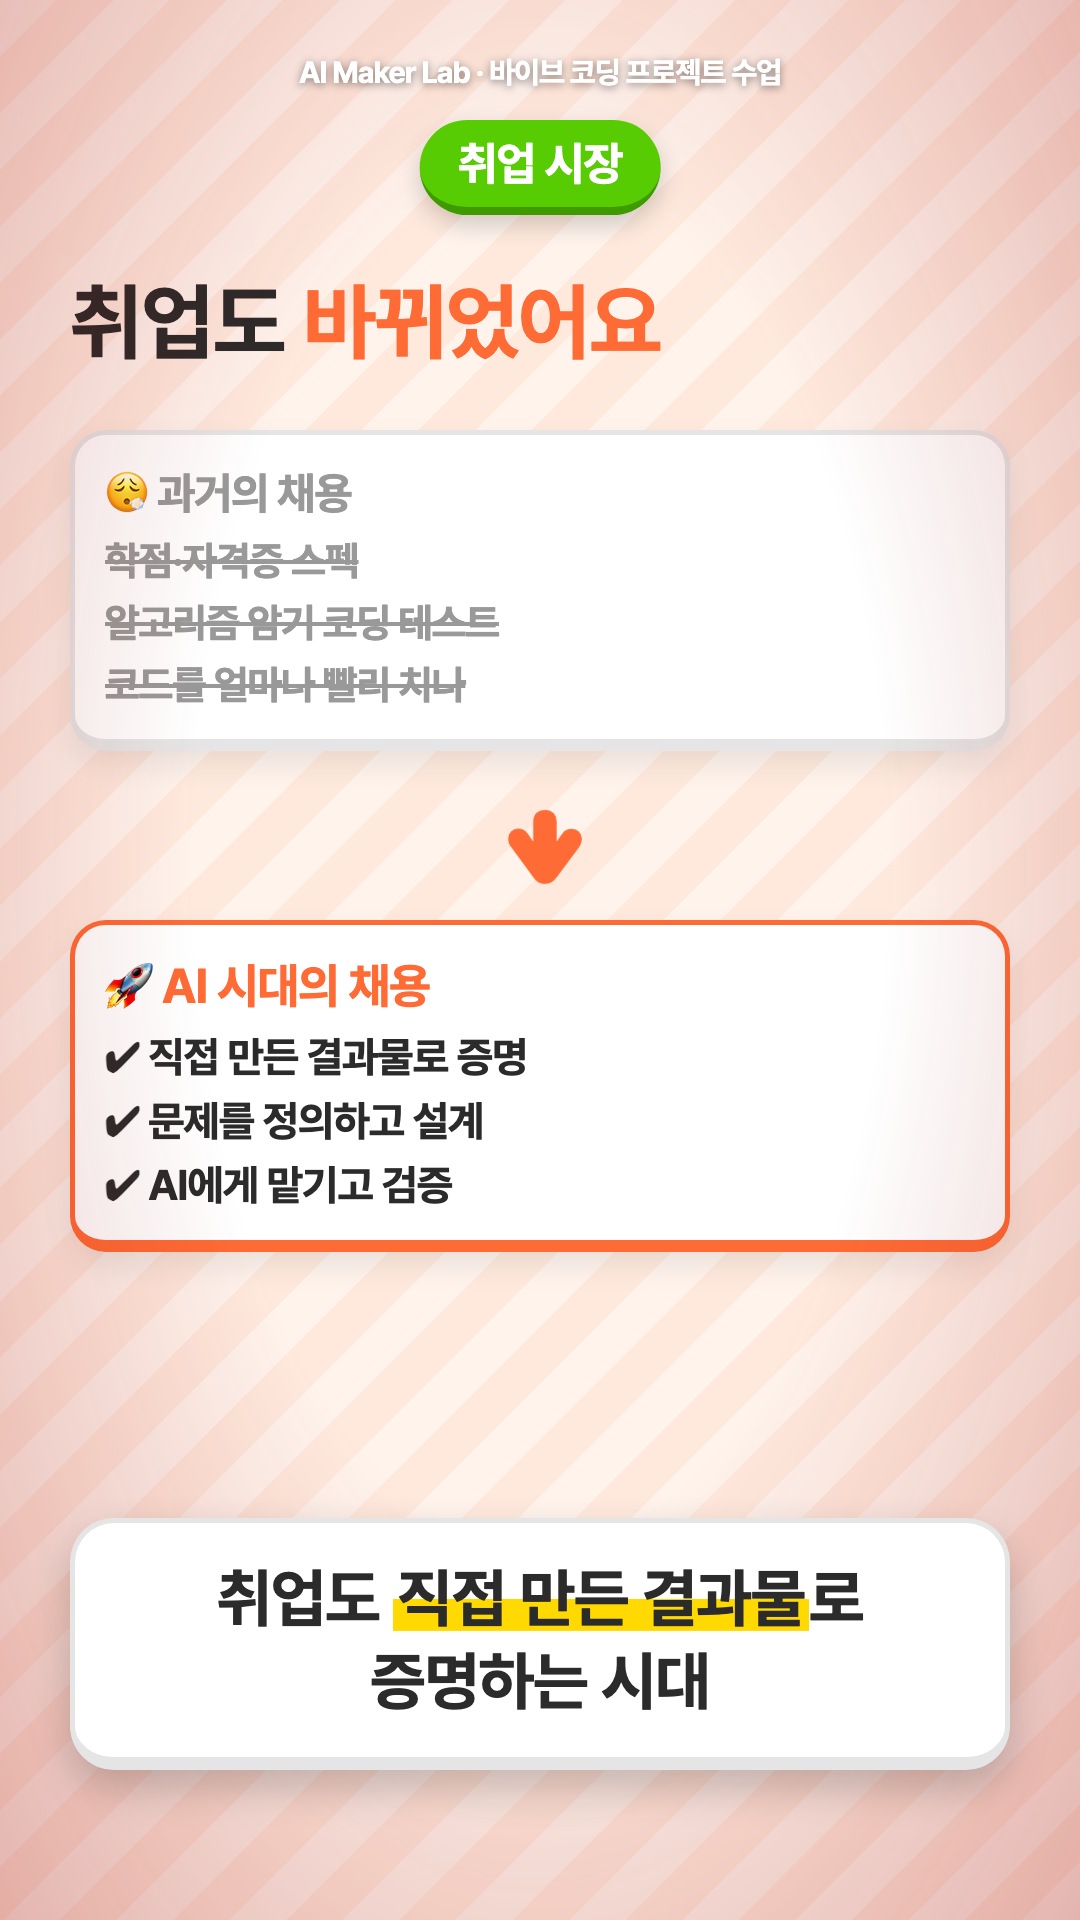 AI Maker Lab · 바이브 코딩 프로젝트 수업
취업 시장
취업도 바뀌었어요
😮‍💨 과거의 채용
학점·자격증 스펙
알고리즘 암기 코딩 테스트
코드를 얼마나 빨리 치나
🚀 AI 시대의 채용
✔ 직접 만든 결과물로 증명
✔ 문제를 정의하고 설계
✔ AI에게 맡기고 검증
취업도 직접 만든 결과물로
증명하는 시대